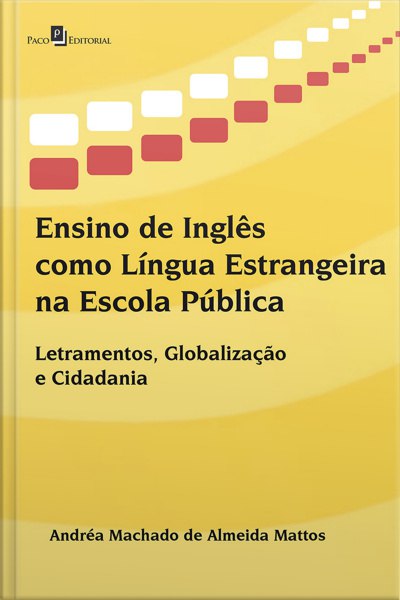 PACO EDITORIAL
Ensino de Inglês
como Língua Estrangeira
na Escola Pública
Letramentos, Globalização
e Cidadania
Andréa Machado de Almeida Mattos